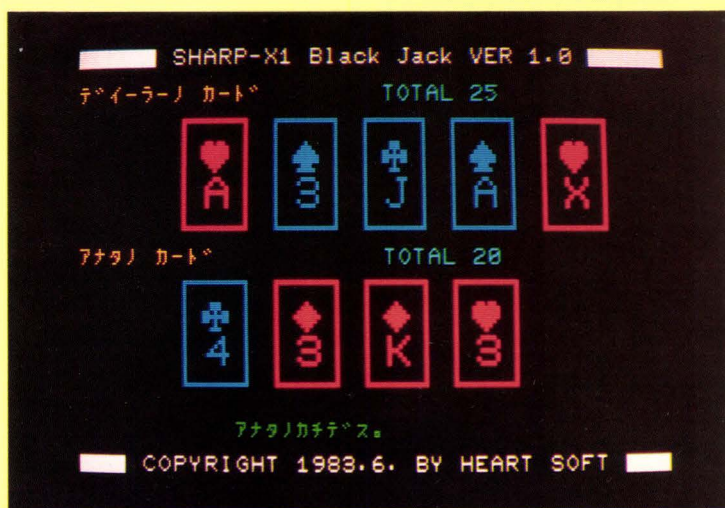 SHARP-X1 Black Jack VER 1.0
ディーラーノ カード TOTAL 25
A 3 J A X
アナタノ カード TOTAL 20
4 3 K 3
アナタノカチデス。
COPYRIGHT 1983.6. BY HEART SOFT